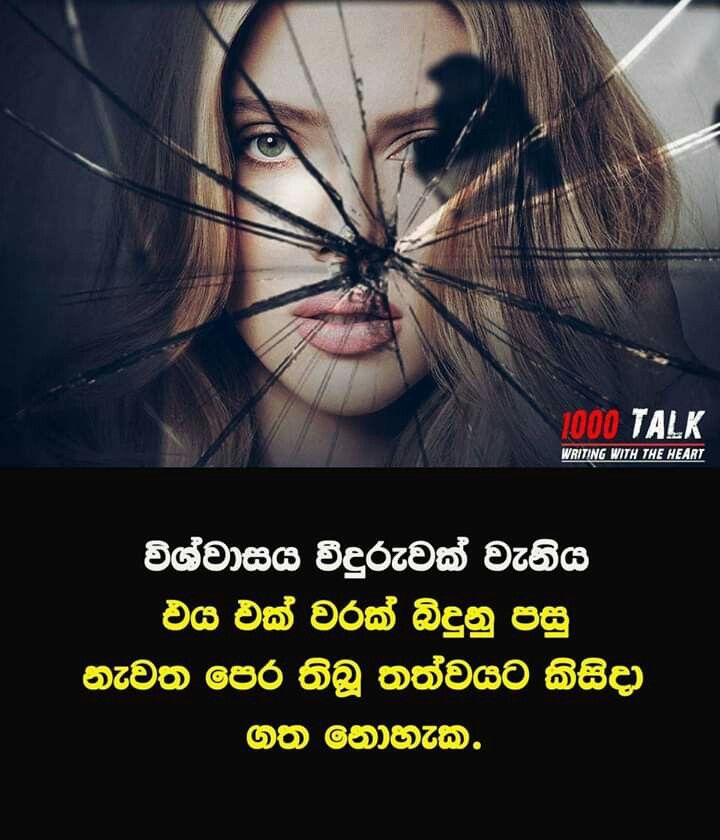 1000 TALK
WRITING WITH THE HEART
විශ්වාසය වීදුරුවක් වැනිය
එය එක් වරක් බිදුනු පසු
නැවත පෙර තිබූ තත්වයට කිසිදා
ගත නොහැක.